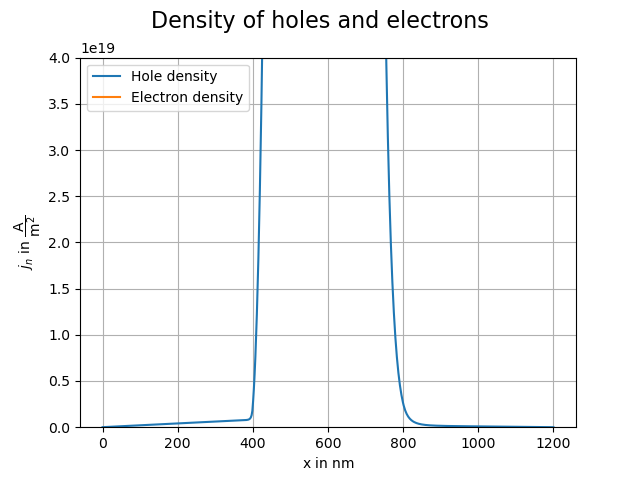 Density of holes and electrons
1e19
4.0
3.5
3.0
2.5
2.0
1.5
1.0
0.5
0.0
Hole density
Electron density
j_n in A/m²
0 200 400 600 800 1000 1200
x in nm